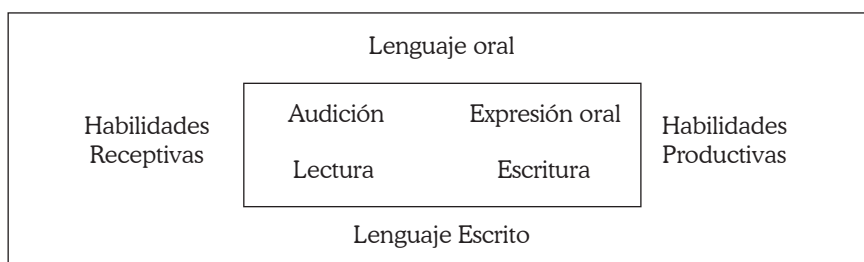 Lenguaje oral
Habilidades
Receptivas
Audición
Expresión oral
Lectura
Escritura
Habilidades
Productivas
Lenguaje Escrito